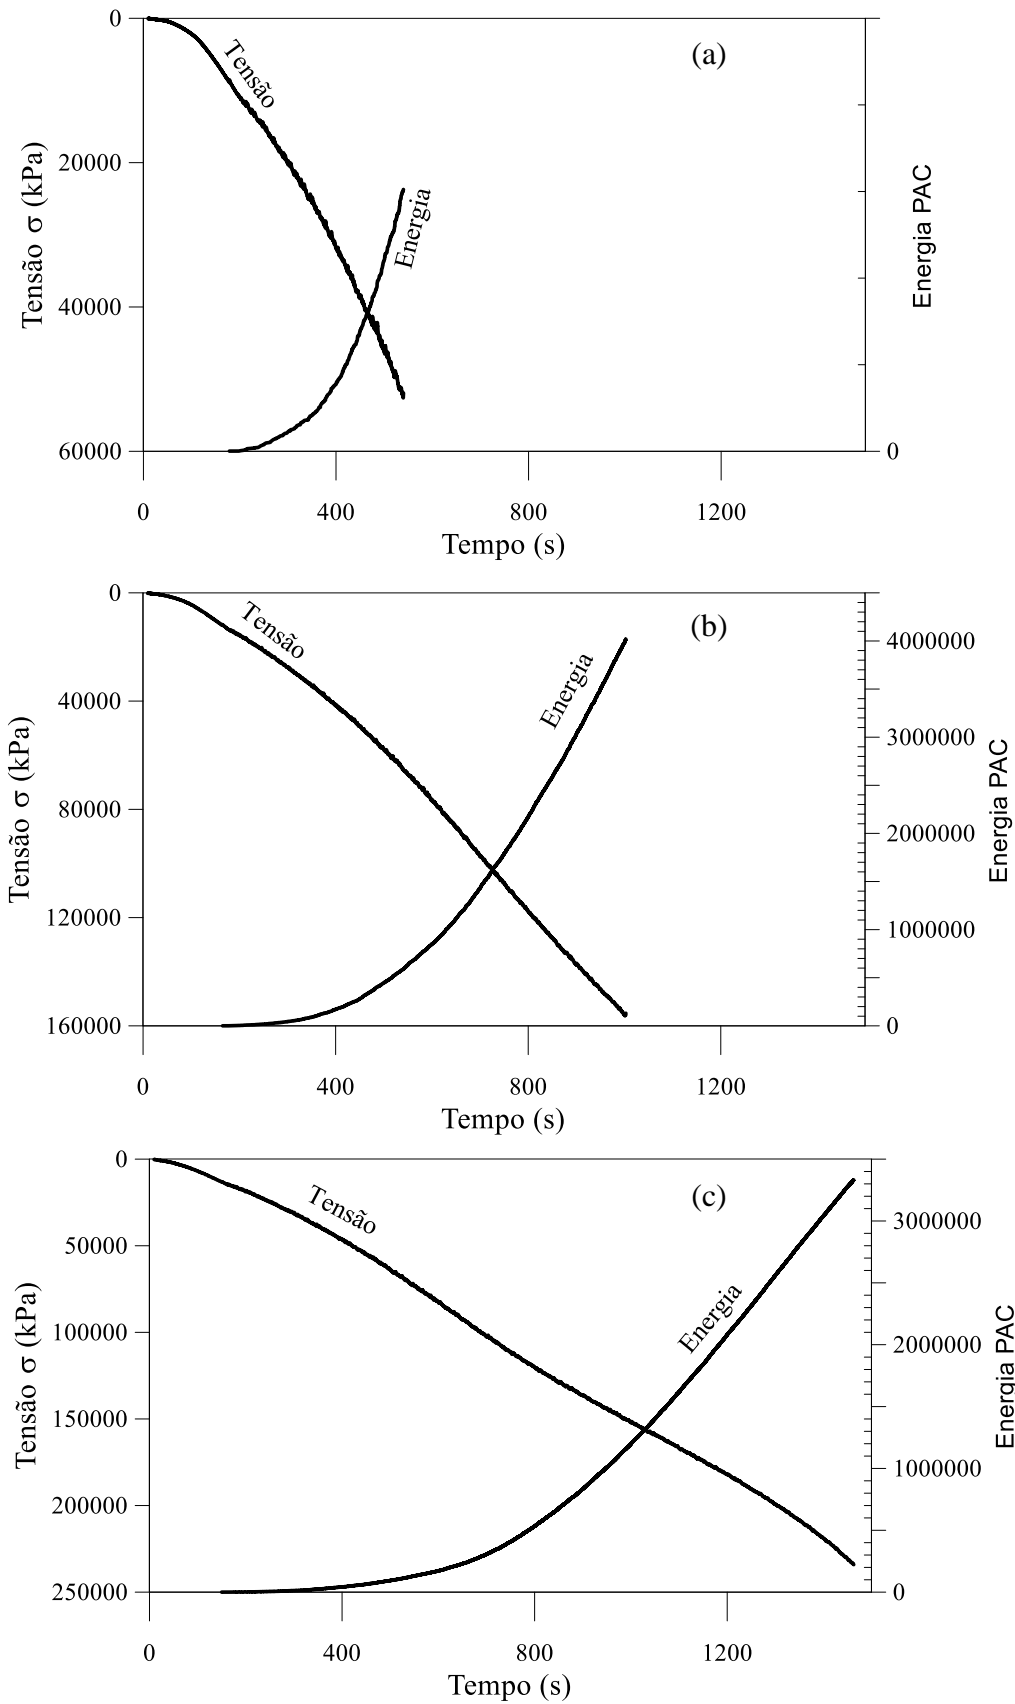 0
20000
40000
60000
Tensão σ (kPa)
Tensão
Energia
(a)
0
Energia PAC
0 400 800 1200
Tempo (s)
0
40000
80000
120000
160000
Tensão σ (kPa)
Tensão
Energia
(b)
4000000
3000000
2000000
1000000
0
Energia PAC
0 400 800 1200
Tempo (s)
0
50000
100000
150000
200000
250000
Tensão σ (kPa)
Tensão
Energia
(c)
3000000
2000000
1000000
0
Energia PAC
0 400 800 1200
Tempo (s)